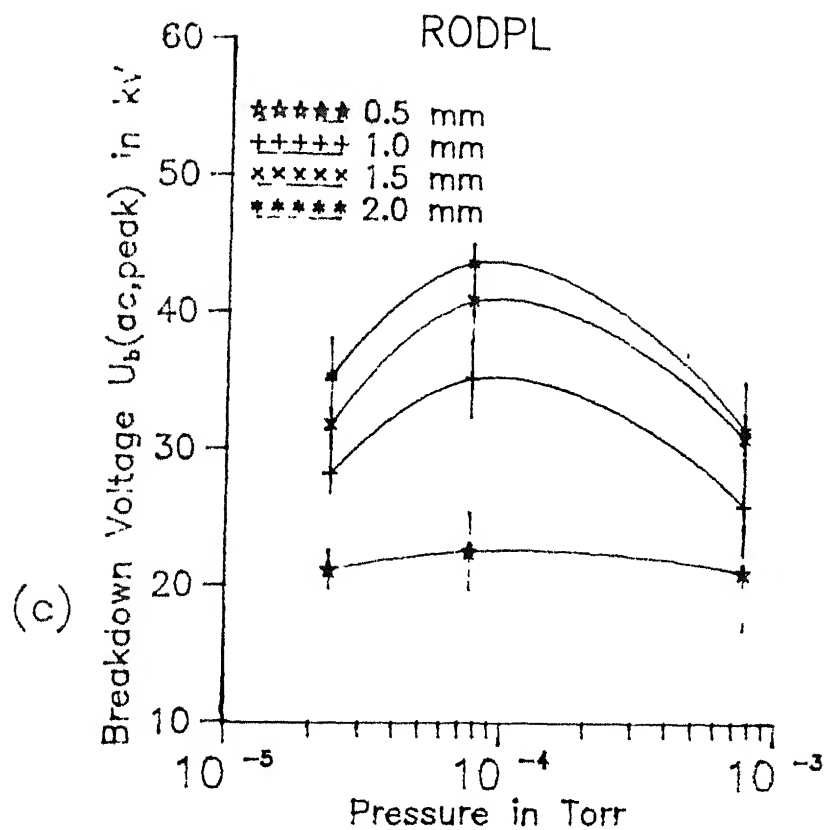 RODPL
60
☆☆☆☆☆ 0.5 mm
+++++ 1.0 mm
××××× 1.5 mm
***** 2.0 mm
50
40
30
20
10
Breakdown Voltage U_b(ac,peak) in 'kv'
(c)
10^-5 10^-4 10^-3
Pressure in Torr